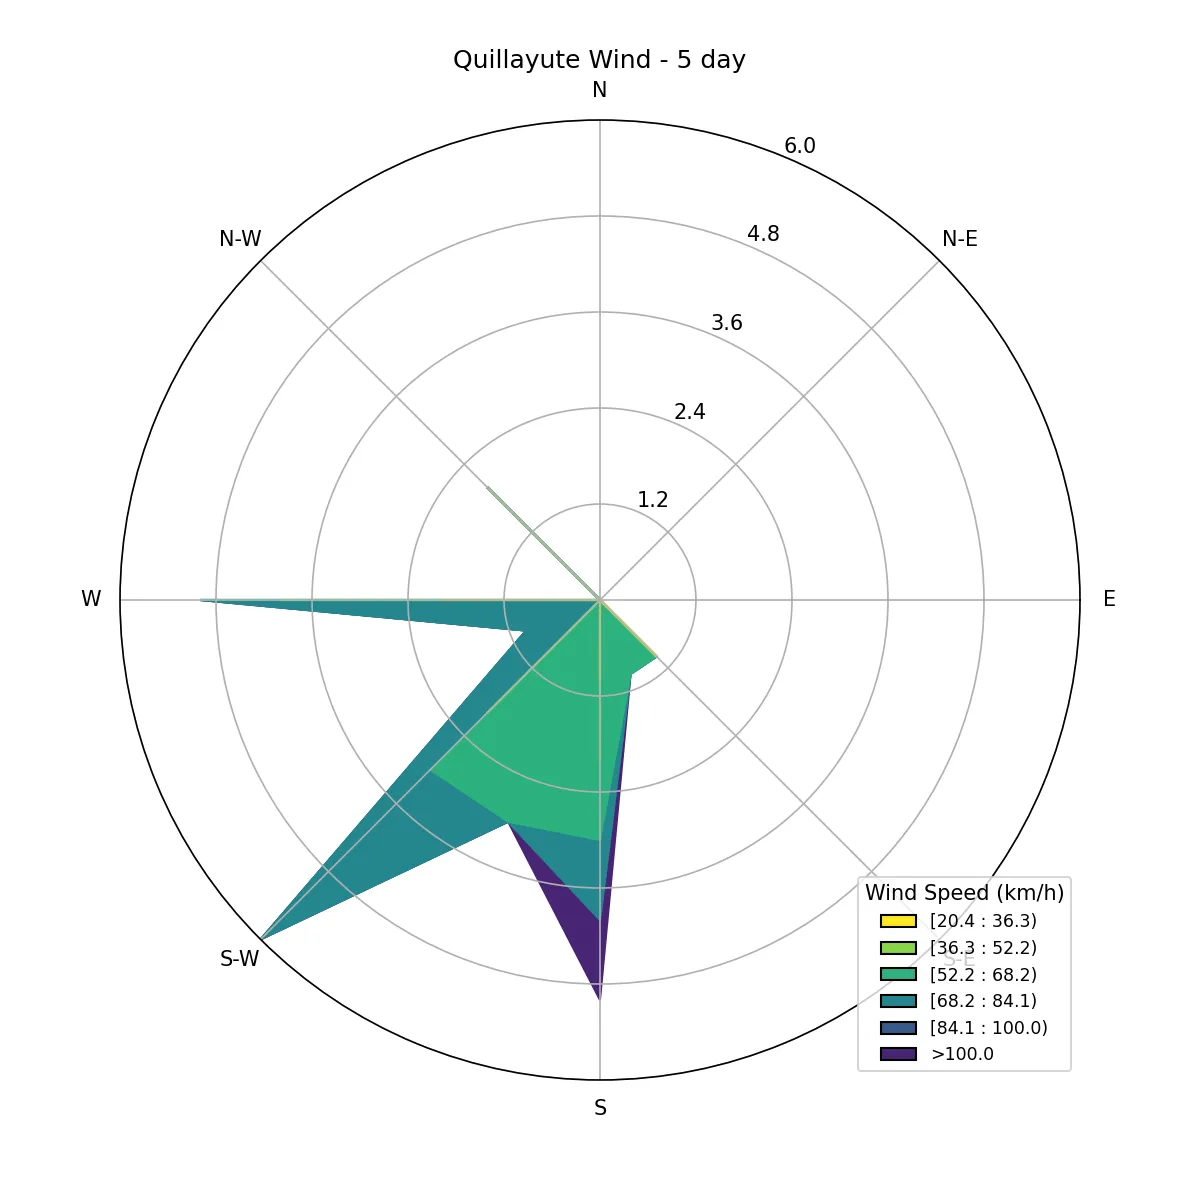 Quillayute Wind - 5 day
N
6.0
N-W
N-E
4.8
3.6
2.4
1.2
W
E
Wind Speed (km/h)
[20.4 : 36.3)
[36.3 : 52.2)
S-W
S-E
[52.2 : 68.2)
[68.2 : 84.1)
[84.1 : 100.0)
>100.0
S